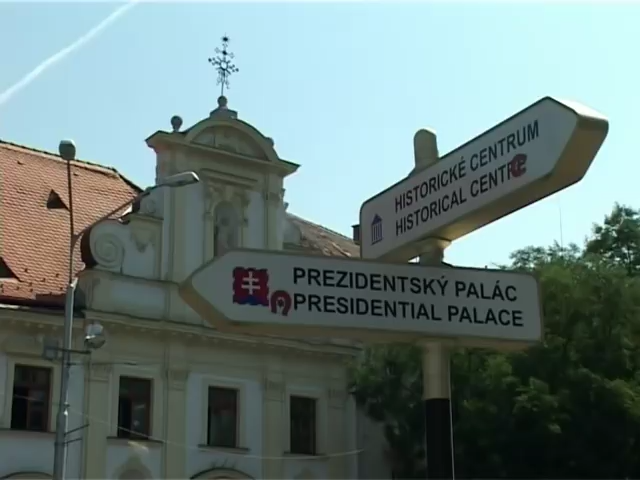 HISTORICKÉ CENTRUM
HISTORICAL CENTRE
PREZIDENTSKÝ PALÁC
PRESIDENTIAL PALACE